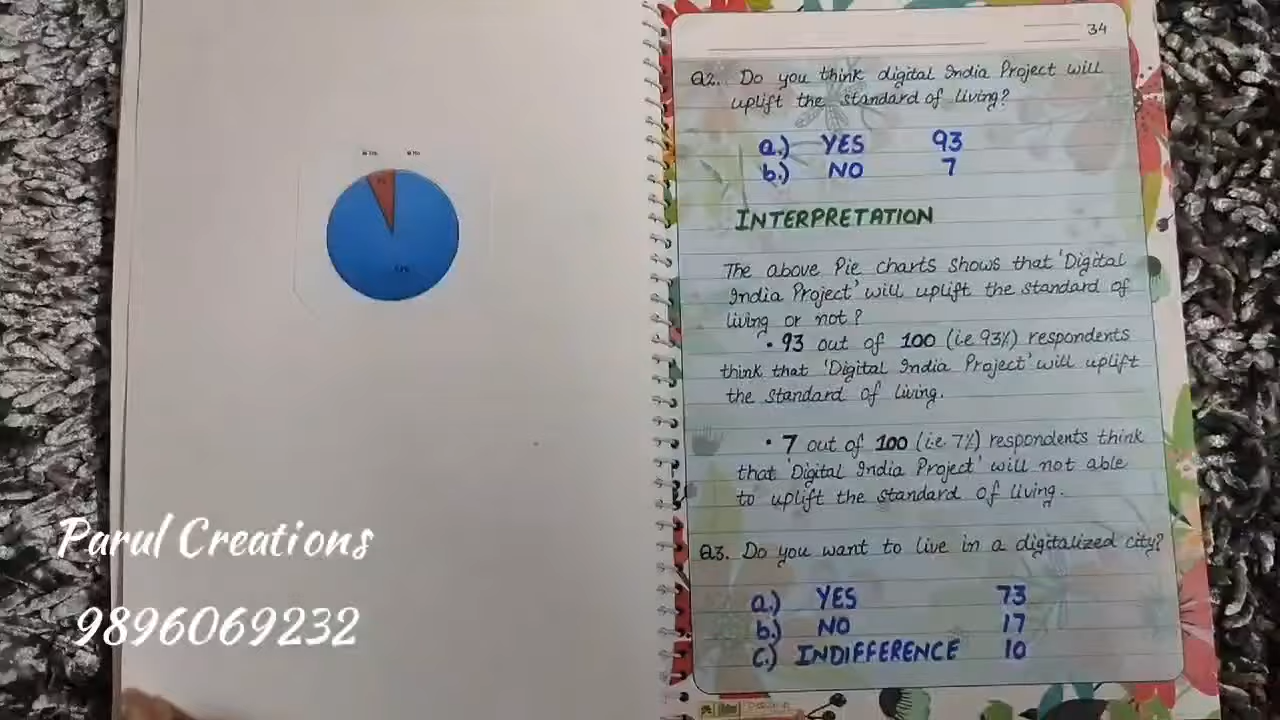 Yes No
7%
93%
Parul Creations
9896069232
34
Q2. Do you think digital India Project will
uplift the standard of living?
a.) YES 93
b.) NO 7
INTERPRETATION
The above Pie charts shows that 'Digital
India Project' will uplift the standard of
living or not?
• 93 out of 100 (i.e 93%) respondents
think that 'Digital India Project' will uplift
the standard of living.
• 7 out of 100 (i.e 7%) respondents think
that 'Digital India Project' will not able
to uplift the standard of living.
Q3. Do you want to live in a digitalized city?
a.) YES 73
b.) NO 17
c.) INDIFFERENCE 10